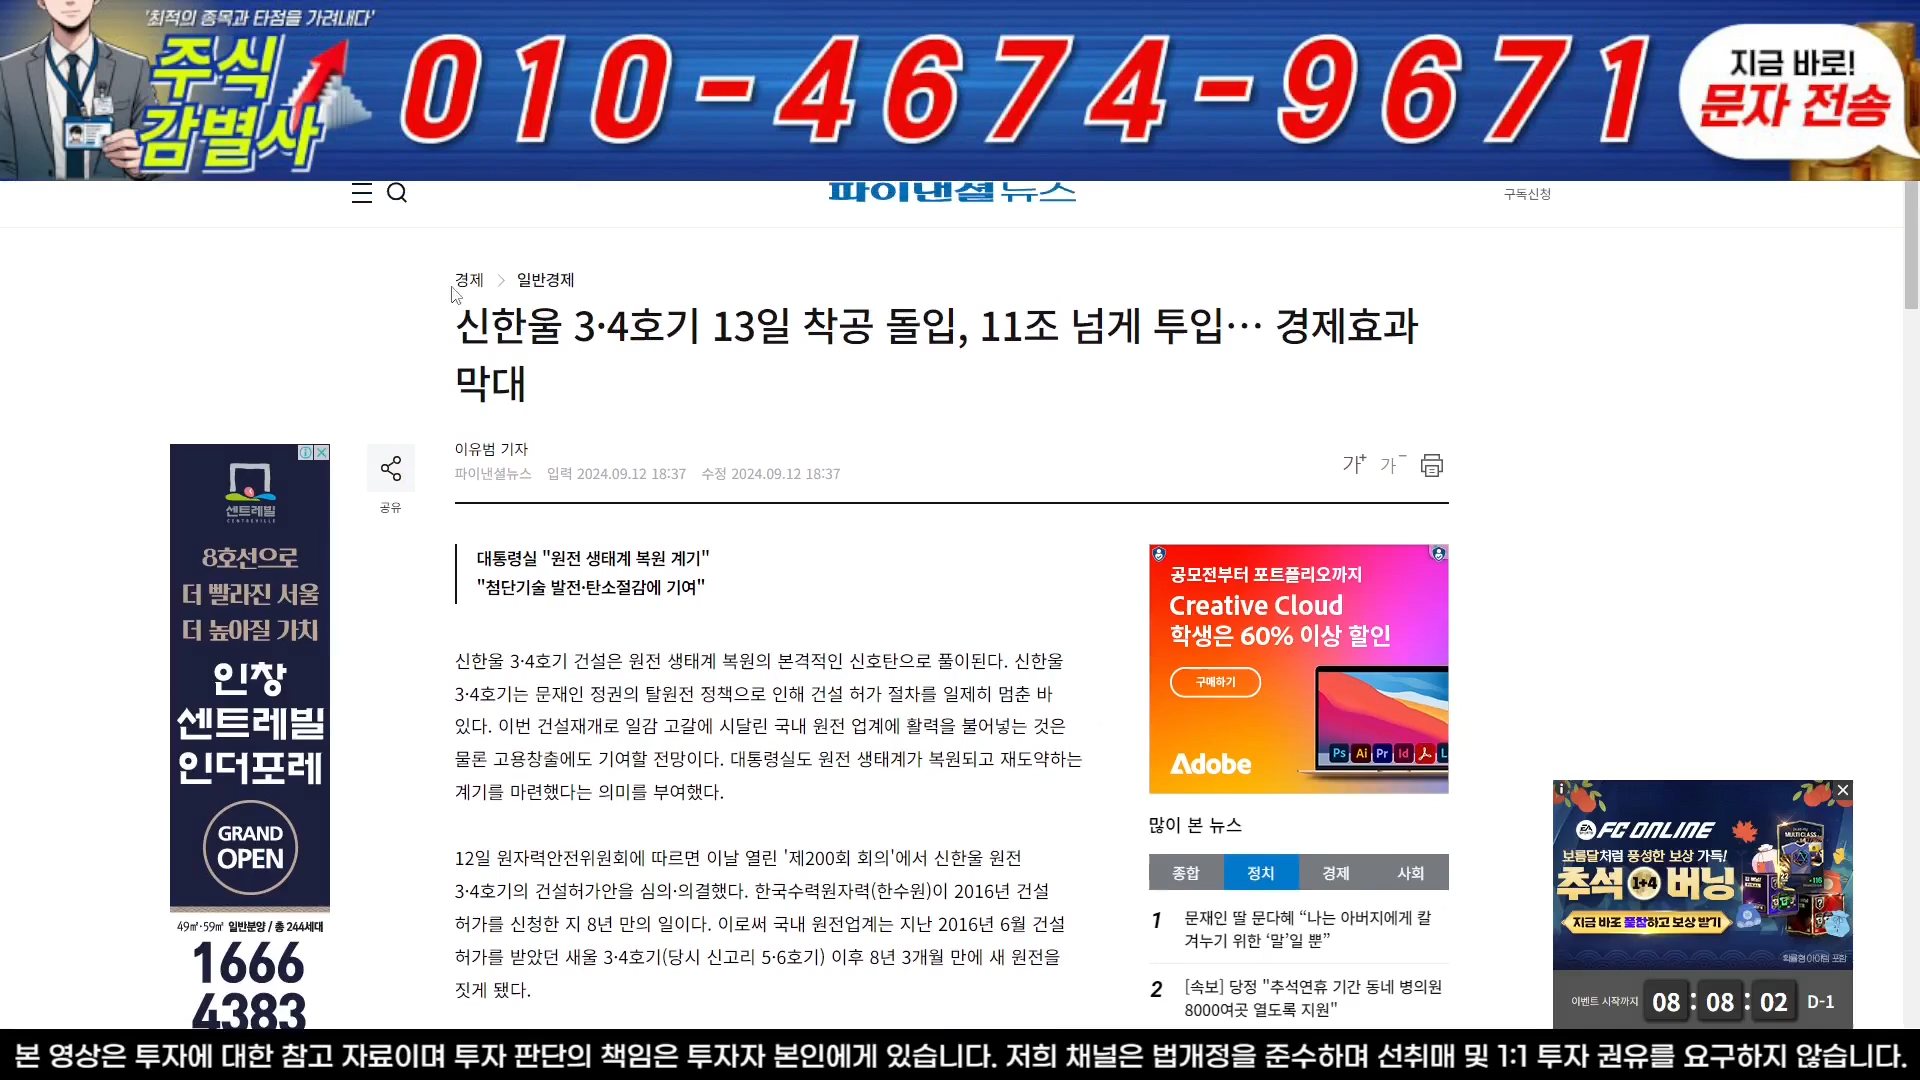 '최적의 종목과 타점을 가려내다'
주식
감별사
010-4674-9671
지금 바로!
문자 전송
파이낸셜뉴스
구독신청
경제
일반경제
신한울 3·4호기 13일 착공 돌입, 11조 넘게 투입… 경제효과
막대
이유범 기자
파이낸셜뉴스 입력 2024.09.12 18:37 수정 2024.09.12 18:37
가+ 가-
공유
대통령실 "원전 생태계 복원 계기"
"첨단기술 발전·탄소절감에 기여"
신한울 3·4호기 건설은 원전 생태계 복원의 본격적인 신호탄으로 풀이된다. 신한울
3·4호기는 문재인 정권의 탈원전 정책으로 인해 건설 허가 절차를 일제히 멈춘 바
있다. 이번 건설재개로 일감 고갈에 시달린 국내 원전 업계에 활력을 불어넣는 것은
물론 고용창출에도 기여할 전망이다. 대통령실도 원전 생태계가 복원되고 재도약하는
계기를 마련했다는 의미를 부여했다.
12일 원자력안전위원회에 따르면 이날 열린 '제200회 회의'에서 신한울 원전
3·4호기의 건설허가안을 심의·의결했다. 한국수력원자력(한수원)이 2016년 건설
허가를 신청한 지 8년 만의 일이다. 이로써 국내 원전업계는 지난 2016년 6월 건설
허가를 받았던 새울 3·4호기(당시 신고리 5·6호기) 이후 8년 3개월 만에 새 원전을
짓게 됐다.
센트레빌
CENTREVILLE
8호선으로
더 빨라진 서울
더 높아질 가치
인창
센트레빌
인더포레
GRAND
OPEN
49㎡·59㎡ 일반분양 / 총 244세대
1666
4383
공모전부터 포트폴리오까지
Creative Cloud
학생은 60% 이상 할인
구매하기
Ps Ai Pr Id L
Adobe
많이 본 뉴스
종합 정치 경제 사회
1 문재인 딸 문다혜 “나는 아버지에게 칼
겨누기 위한 ‘말’일 뿐”
2 [속보] 당정 "추석연휴 기간 동네 병의원
8000여곳 열도록 지원"
EA FC ONLINE
보름달처럼 풍성한 보상 가득!
추석 1+4 버닝
지금 바로 풍참하고 보상 받기
확률형 아이템 포함
이벤트 시작까지 08 : 08 : 02 D-1
본 영상은 투자에 대한 참고 자료이며 투자 판단의 책임은 투자자 본인에게 있습니다. 저희 채널은 법개정을 준수하며 선취매 및 1:1 투자 권유를 요구하지 않습니다.